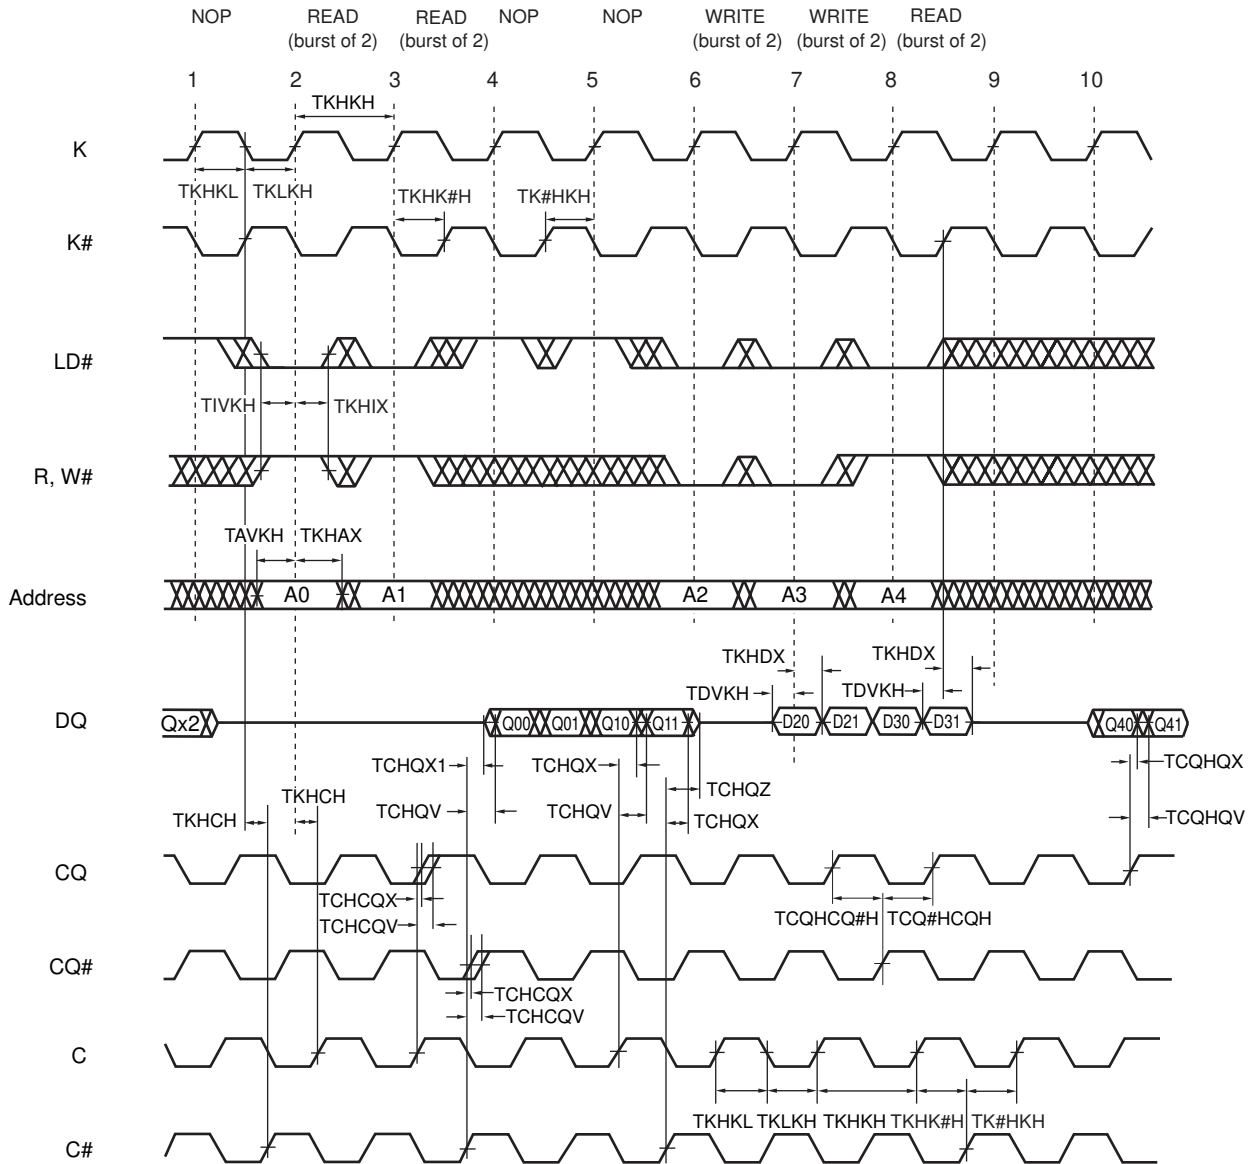 NOP READ READ NOP NOP WRITE WRITE READ
(burst of 2) (burst of 2) (burst of 2) (burst of 2) (burst of 2)
1 2 3 4 5 6 7 8 9 10
TKHKH
K
TKHKL TKLKH TKHK#H TK#HKH
K#
LD#
TIVKH TKHIX
R, W#
TAVKH TKHAX
Address A0 A1 A2 A3 A4
TKHDX TKHDX
TDVKH TDVKH
DQ Qx2 Q00 Q01 Q10 Q11 D20 D21 D30 D31 Q40 Q41
TCHQX1 TCHQX TCQHQX
TCHQZ
TKHCH
TCHQV TCHQV TCQHQV
TKHCH TCHQX
CQ
TCHCQX
TCQHCQ#H TCQ#HCQH
TCHCQV
CQ#
TCHCQX
TCHCQV
C
TKHKL TKLKH TKHKH TKHK#H TK#HKH
C#